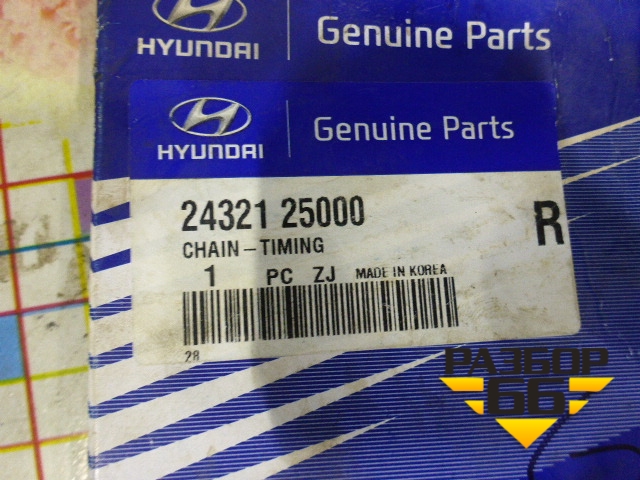 HYUNDAI
Genuine Parts
HYUNDAI
Genuine Parts
24321 25000
R
CHAIN-TIMING
1 PC ZJ MADE IN KOREA
28
РАЗБОР
66